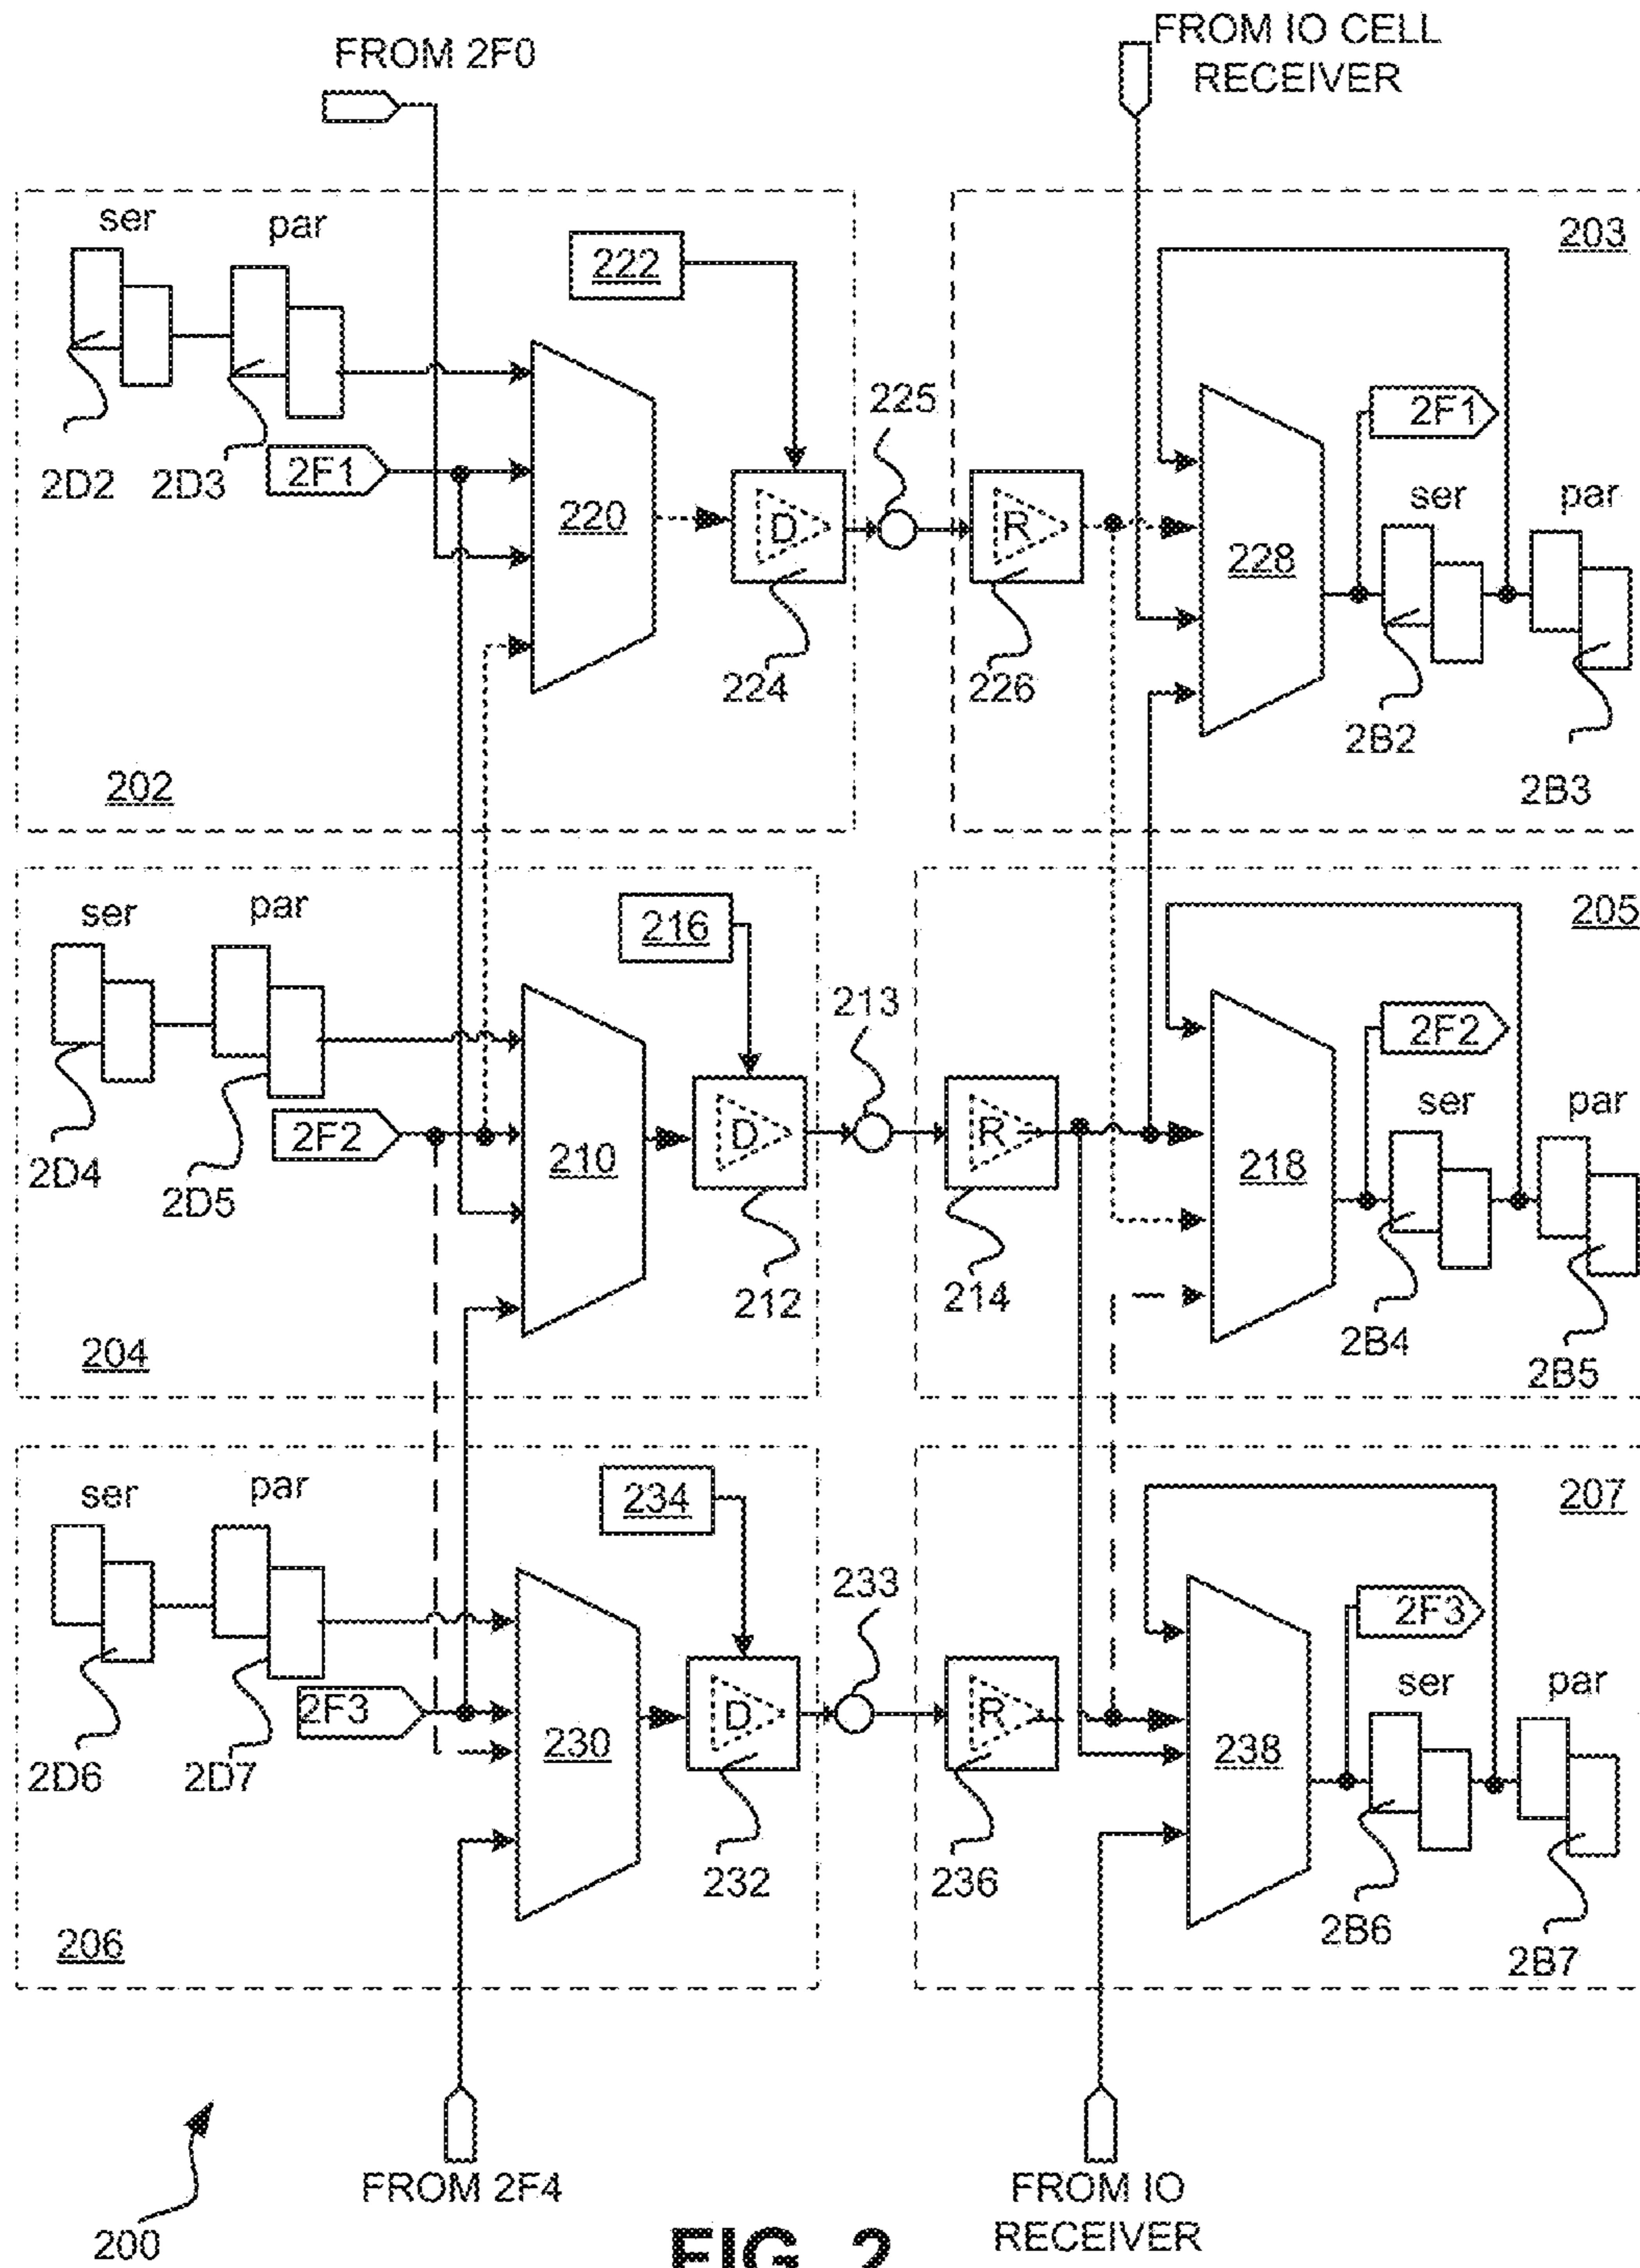 FROM 2F0
FROM IO CELL
RECEIVER
ser
par
222
203
2D2
2D3
2F1
220
D
225
R
228
2F1
ser
par
224
226
2B2
2B3
202
ser
par
216
205
213
2F2
ser
par
2D4
2D5
2F2
210
D
R
218
212
214
2B4
2B5
204
ser
par
234
207
233
2F3
ser
par
2D6
2D7
2F3
230
D
R
238
232
236
2B6
2B7
206
200
FROM 2F4
FROM IO
RECEIVER
FIG. 2